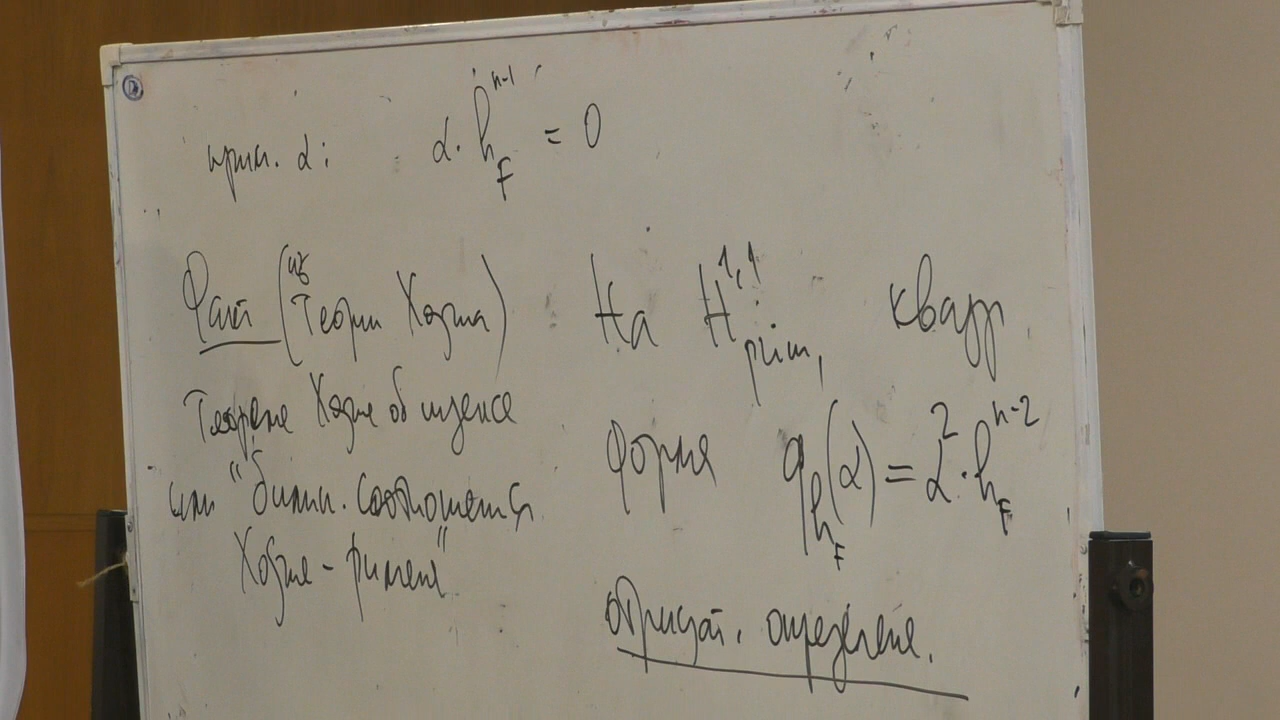 прим. α: α · h_F^{n-1} = 0
Факт (из Теории Ходжа)
Теорема Ходжа об индексе
или "билин. соотношения
Ходжа - Римана"
На H^{1,1}_{prim}, квадр.
форма q_{h_F}(α) = α^2 · h_F^{n-2}
отрицат. определена.